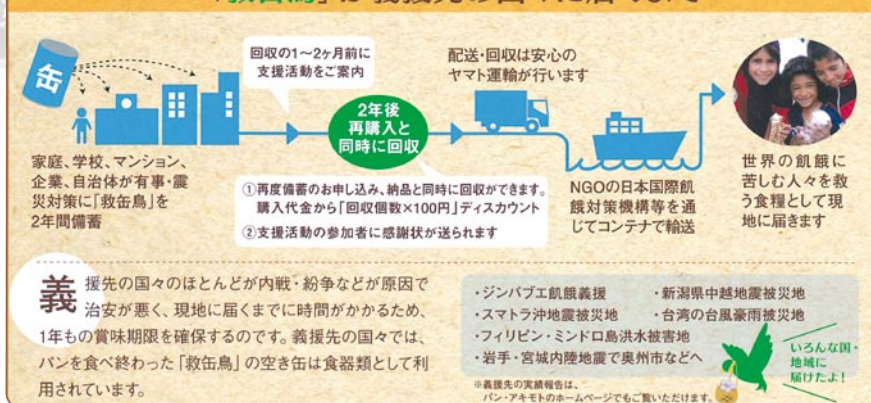 「救缶鳥」が義援先の国々に届くまで
缶
回収の1～2ヶ月前に
支援活動をご案内
配送・回収は安心の
ヤマト運輸が行います
2年後
再購入と
同時に回収
家庭、学校、マンション、
企業、自治体が有事・震
災対策に「救缶鳥」を
2年間備蓄
①再度備蓄のお申し込み、納品と同時に回収ができます。
購入代金から「回収個数×100円」ディスカウント
②支援活動の参加者に感謝状が送られます
NGOの日本国際飢
餓対策機構等を通
じてコンテナで輸送
世界の飢餓に
苦しむ人々を救
う食糧として現
地に届きます
義援先の国々のほとんどが内戦・紛争などが原因で
治安が悪く、現地に届くまでに時間がかかるため、
1年もの賞味期限を確保するのです。義援先の国々では、
パンを食べ終わった「救缶鳥」の空き缶は食器類として利
用されています。
・ジンバブエ飢餓義援
・新潟県中越地震被災地
・スマトラ沖地震被災地
・台湾の台風豪雨被災地
・フィリピン・ミンドロ島洪水被害地
・岩手・宮城内陸地震で奥州市などへ
※義援先の実績報告は、
パン・アキモトのホームページでもご覧いただけます。
いろんな国・
地域に
届けたよ！